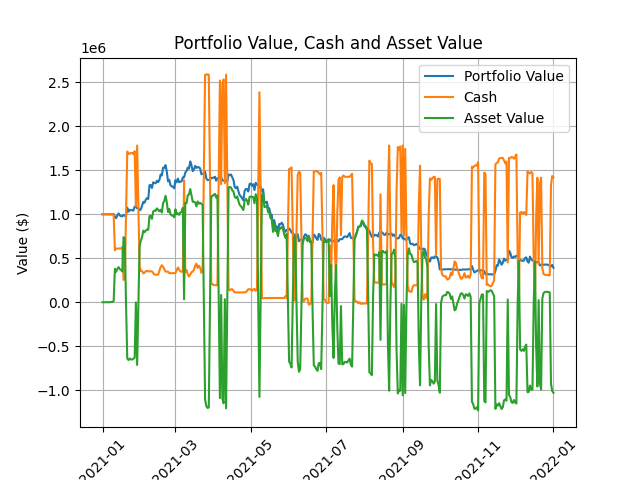 Portfolio Value, Cash and Asset Value
1e6
Portfolio Value
Cash
Asset Value
Value ($)
2.5
2.0
1.5
1.0
0.5
0.0
−0.5
−1.0
2021-01
2021-03
2021-05
2021-07
2021-09
2021-11
2022-01